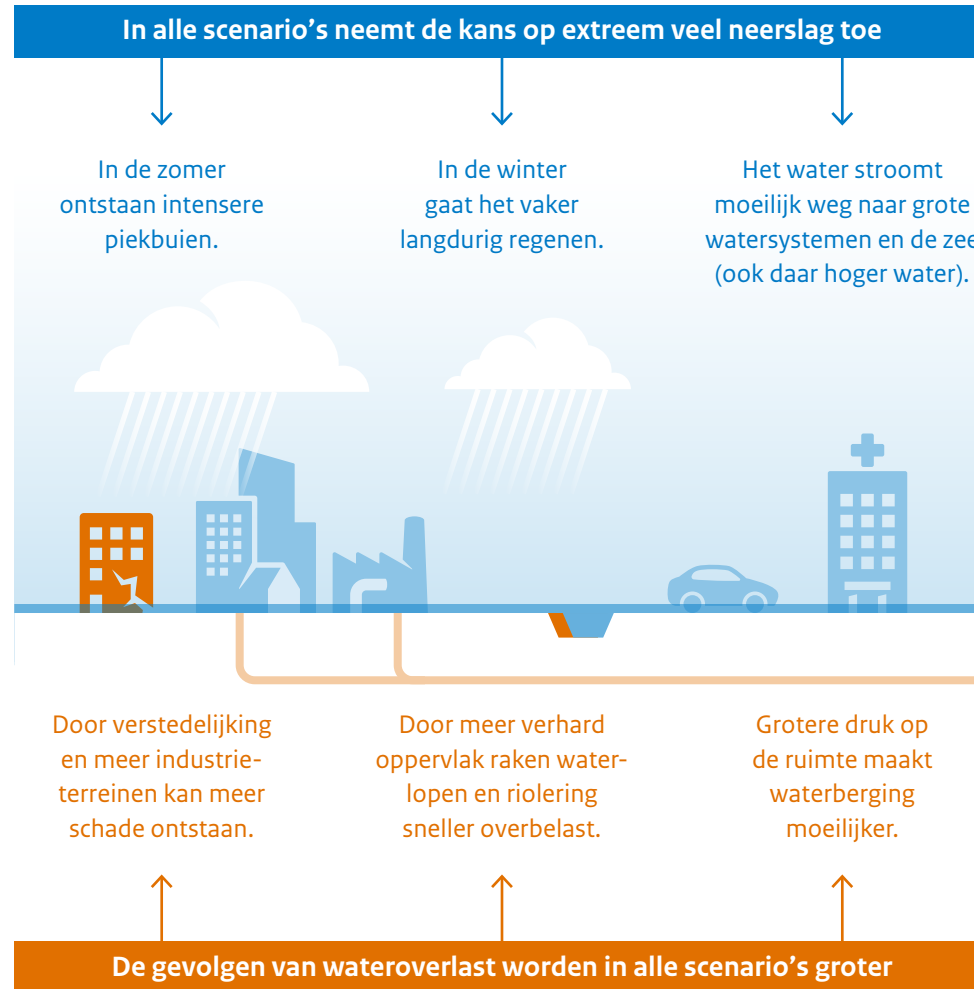 In alle scenario's neemt de kans op extreem veel neerslag toe
In de zomer
ontstaan intensere
piekbuien.
In de winter
gaat het vaker
langdurig regenen.
Het water stroomt
moeilijk weg naar grote
watersystemen en de zee
(ook daar hoger water).
Door verstedelijking
en meer industrie-
terreinen kan meer
schade ontstaan.
Door meer verhard
oppervlak raken water-
lopen en riolering
sneller overbelast.
Grotere druk op
de ruimte maakt
waterberging
moeilijker.
De gevolgen van wateroverlast worden in alle scenario's groter